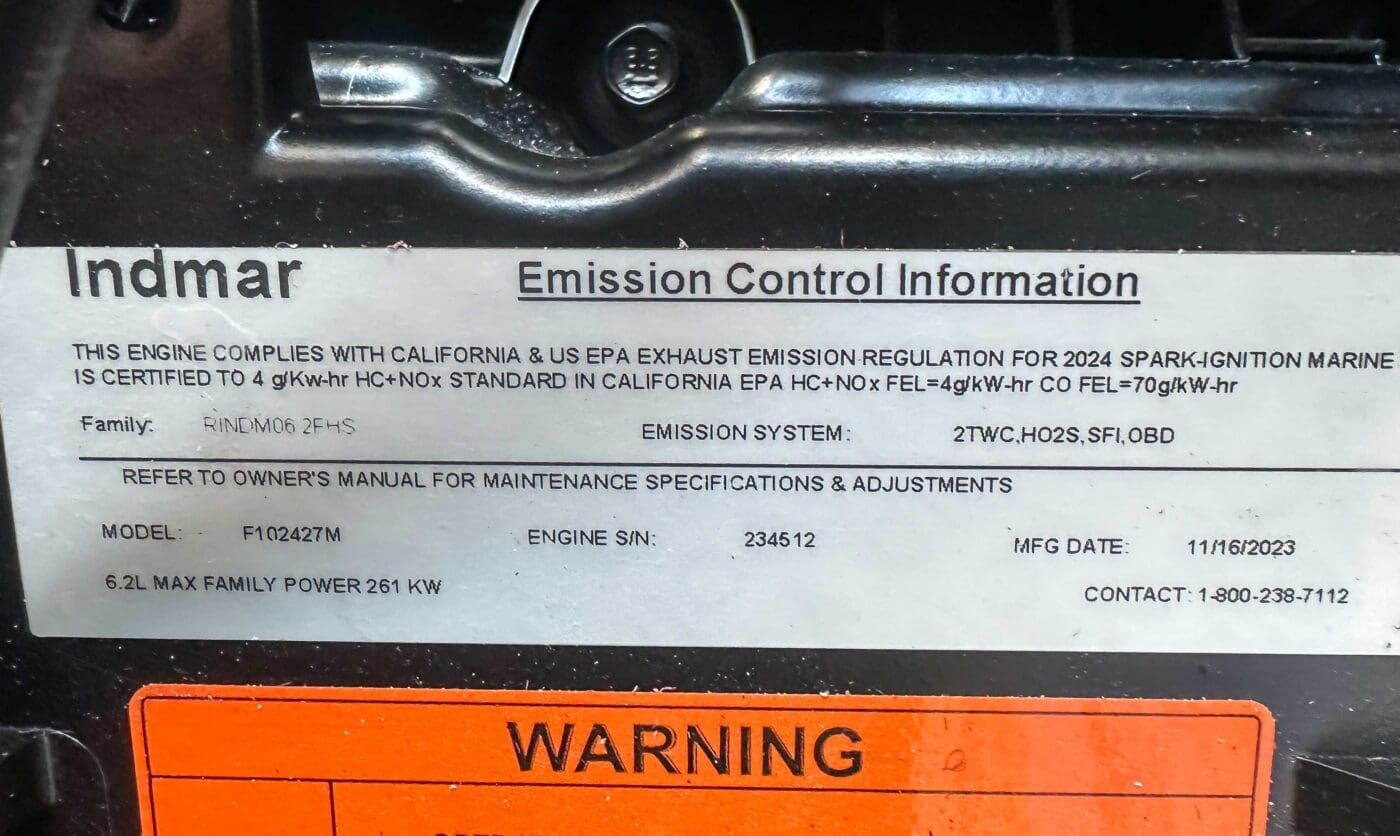 Indmar
Emission Control Information
THIS ENGINE COMPLIES WITH CALIFORNIA & US EPA EXHAUST EMISSION REGULATION FOR 2024 SPARK-IGNITION MARINE
IS CERTIFIED TO 4 g/Kw-hr HC+NOx STANDARD IN CALIFORNIA EPA HC+NOx FEL=4g/kW-hr CO FEL=70g/kW-hr
Family: RINDM06.2FHS EMISSION SYSTEM: 2TWC,HO2S,SFI,OBD
REFER TO OWNER'S MANUAL FOR MAINTENANCE SPECIFICATIONS & ADJUSTMENTS
MODEL: F102427M ENGINE S/N: 234512 MFG DATE: 11/16/2023
6.2L MAX FAMILY POWER 261 KW CONTACT: 1-800-238-7112
WARNING